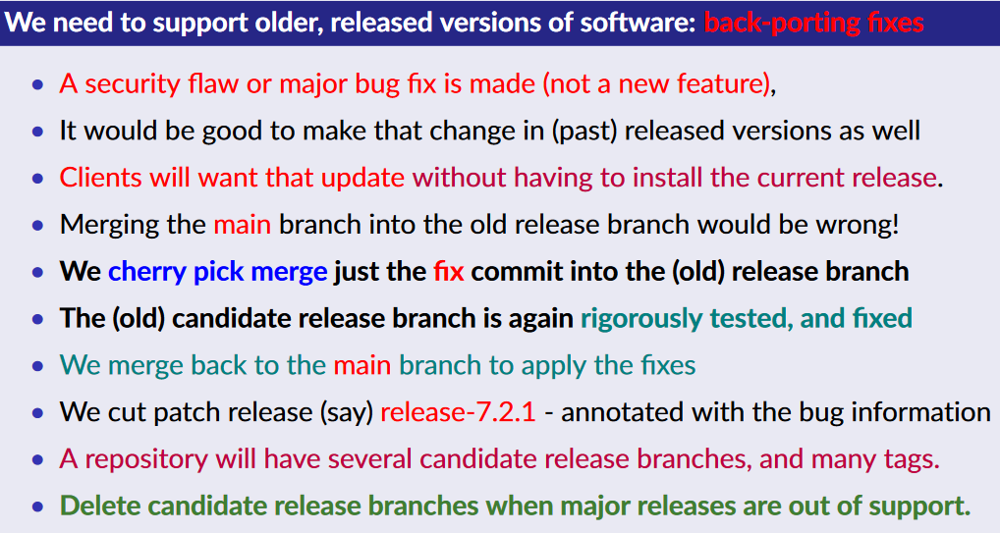 We need to support older, released versions of software: back-porting fixes
• A security flaw or major bug fix is made (not a new feature),
• It would be good to make that change in (past) released versions as well
• Clients will want that update without having to install the current release.
• Merging the main branch into the old release branch would be wrong!
• We cherry pick merge just the fix commit into the (old) release branch
• The (old) candidate release branch is again rigorously tested, and fixed
• We merge back to the main branch to apply the fixes
• We cut patch release (say) release-7.2.1 - annotated with the bug information
• A repository will have several candidate release branches, and many tags.
• Delete candidate release branches when major releases are out of support.